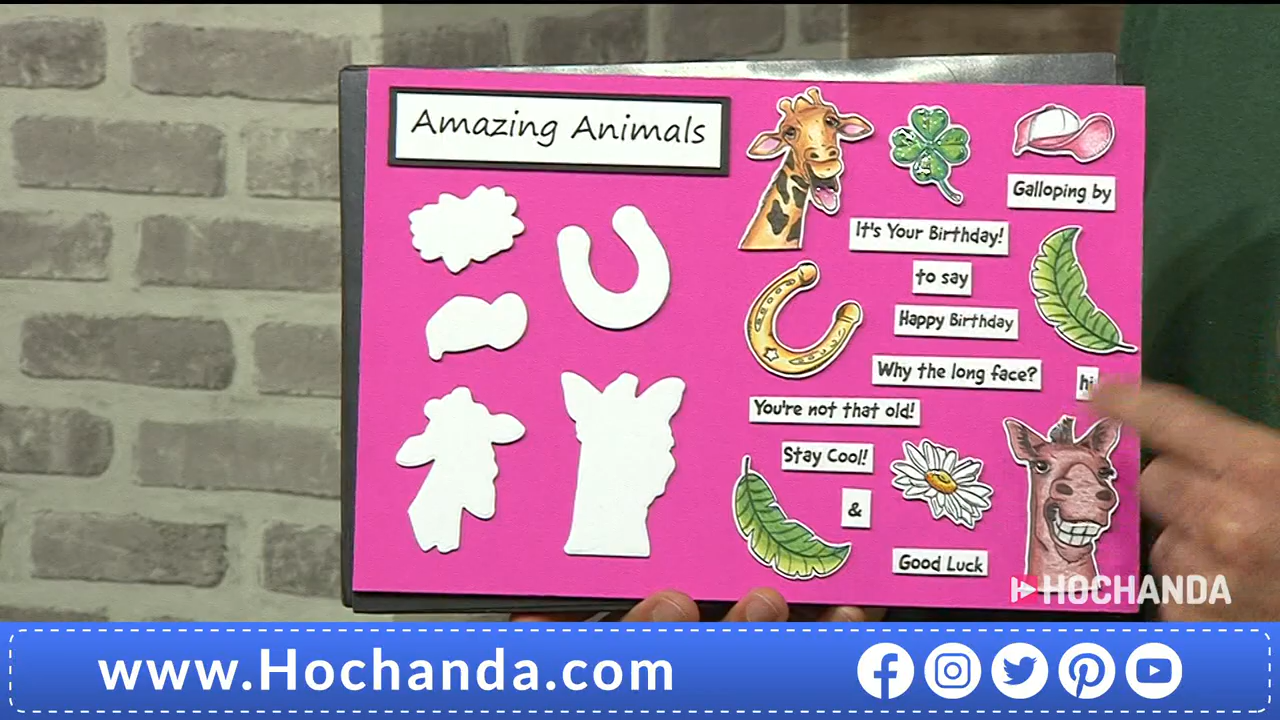 Amazing Animals
Galloping by
It's Your Birthday!
to say
Happy Birthday
Why the long face?
hi
You're not that old!
Stay Cool!
&
Good Luck
HOCHANDA
www.Hochanda.com